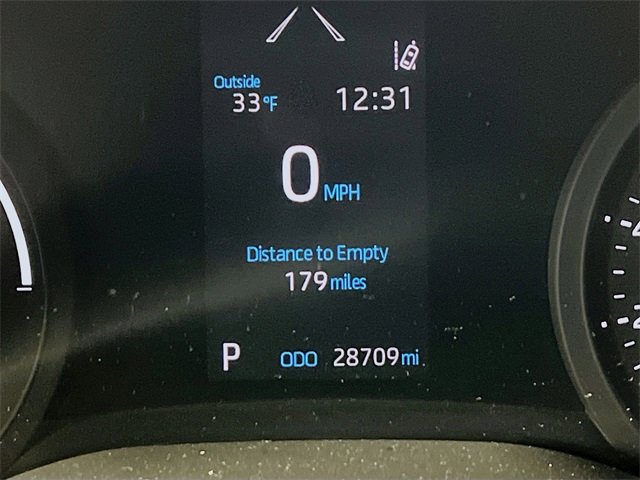 Outside
33°F 12:31
0 MPH
Distance to Empty
179 miles
P ODO 28709 mi